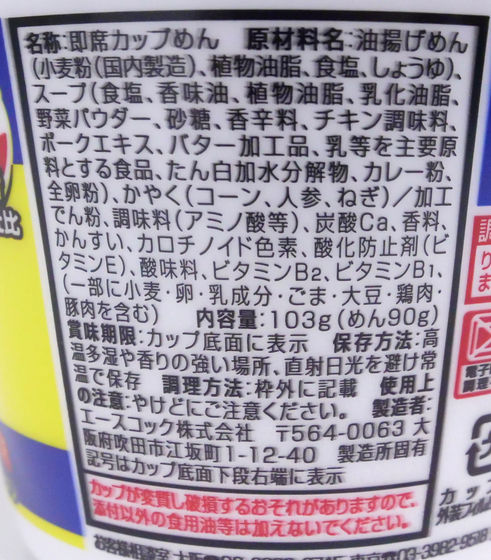 名称:即席カップめん 原材料名:油揚げめん
(小麦粉(国内製造)、植物油脂、食塩、しょうゆ)、
スープ(食塩、香味油、植物油脂、乳化油脂、
野菜パウダー、砂糖、香辛料、チキン調味料、
ポークエキス、バター加工品、乳等を主要原
料とする食品、たん白加水分解物、カレー粉、
全卵粉)、かやく(コーン、人参、ねぎ)/加工
でん粉、調味料(アミノ酸等)、炭酸Ca、香料、
かんすい、カロチノイド色素、酸化防止剤(ビ
タミンE)、酸味料、ビタミンB2、ビタミンB1、
(一部に小麦・卵・乳成分・ごま・大豆・鶏肉・
豚肉を含む) 内容量:103g(めん90g)
賞味期限:カップ底面に表示 保存方法:高
温多湿や香りの強い場所、直射日光を避け常
温で保存 調理方法:枠外に記載 使用上
の注意:やけどにご注意ください。 製造者:
エースコック株式会社 〒564-0063 大
阪府吹田市江坂町1-12-40 製造所固有
記号はカップ底面下段右端に表示
カップが変質し破損するおそれがありますので、
添付以外の食用油等は加えないでください。
お客様相談室
出
調
り
ま
電子
調理
カップ